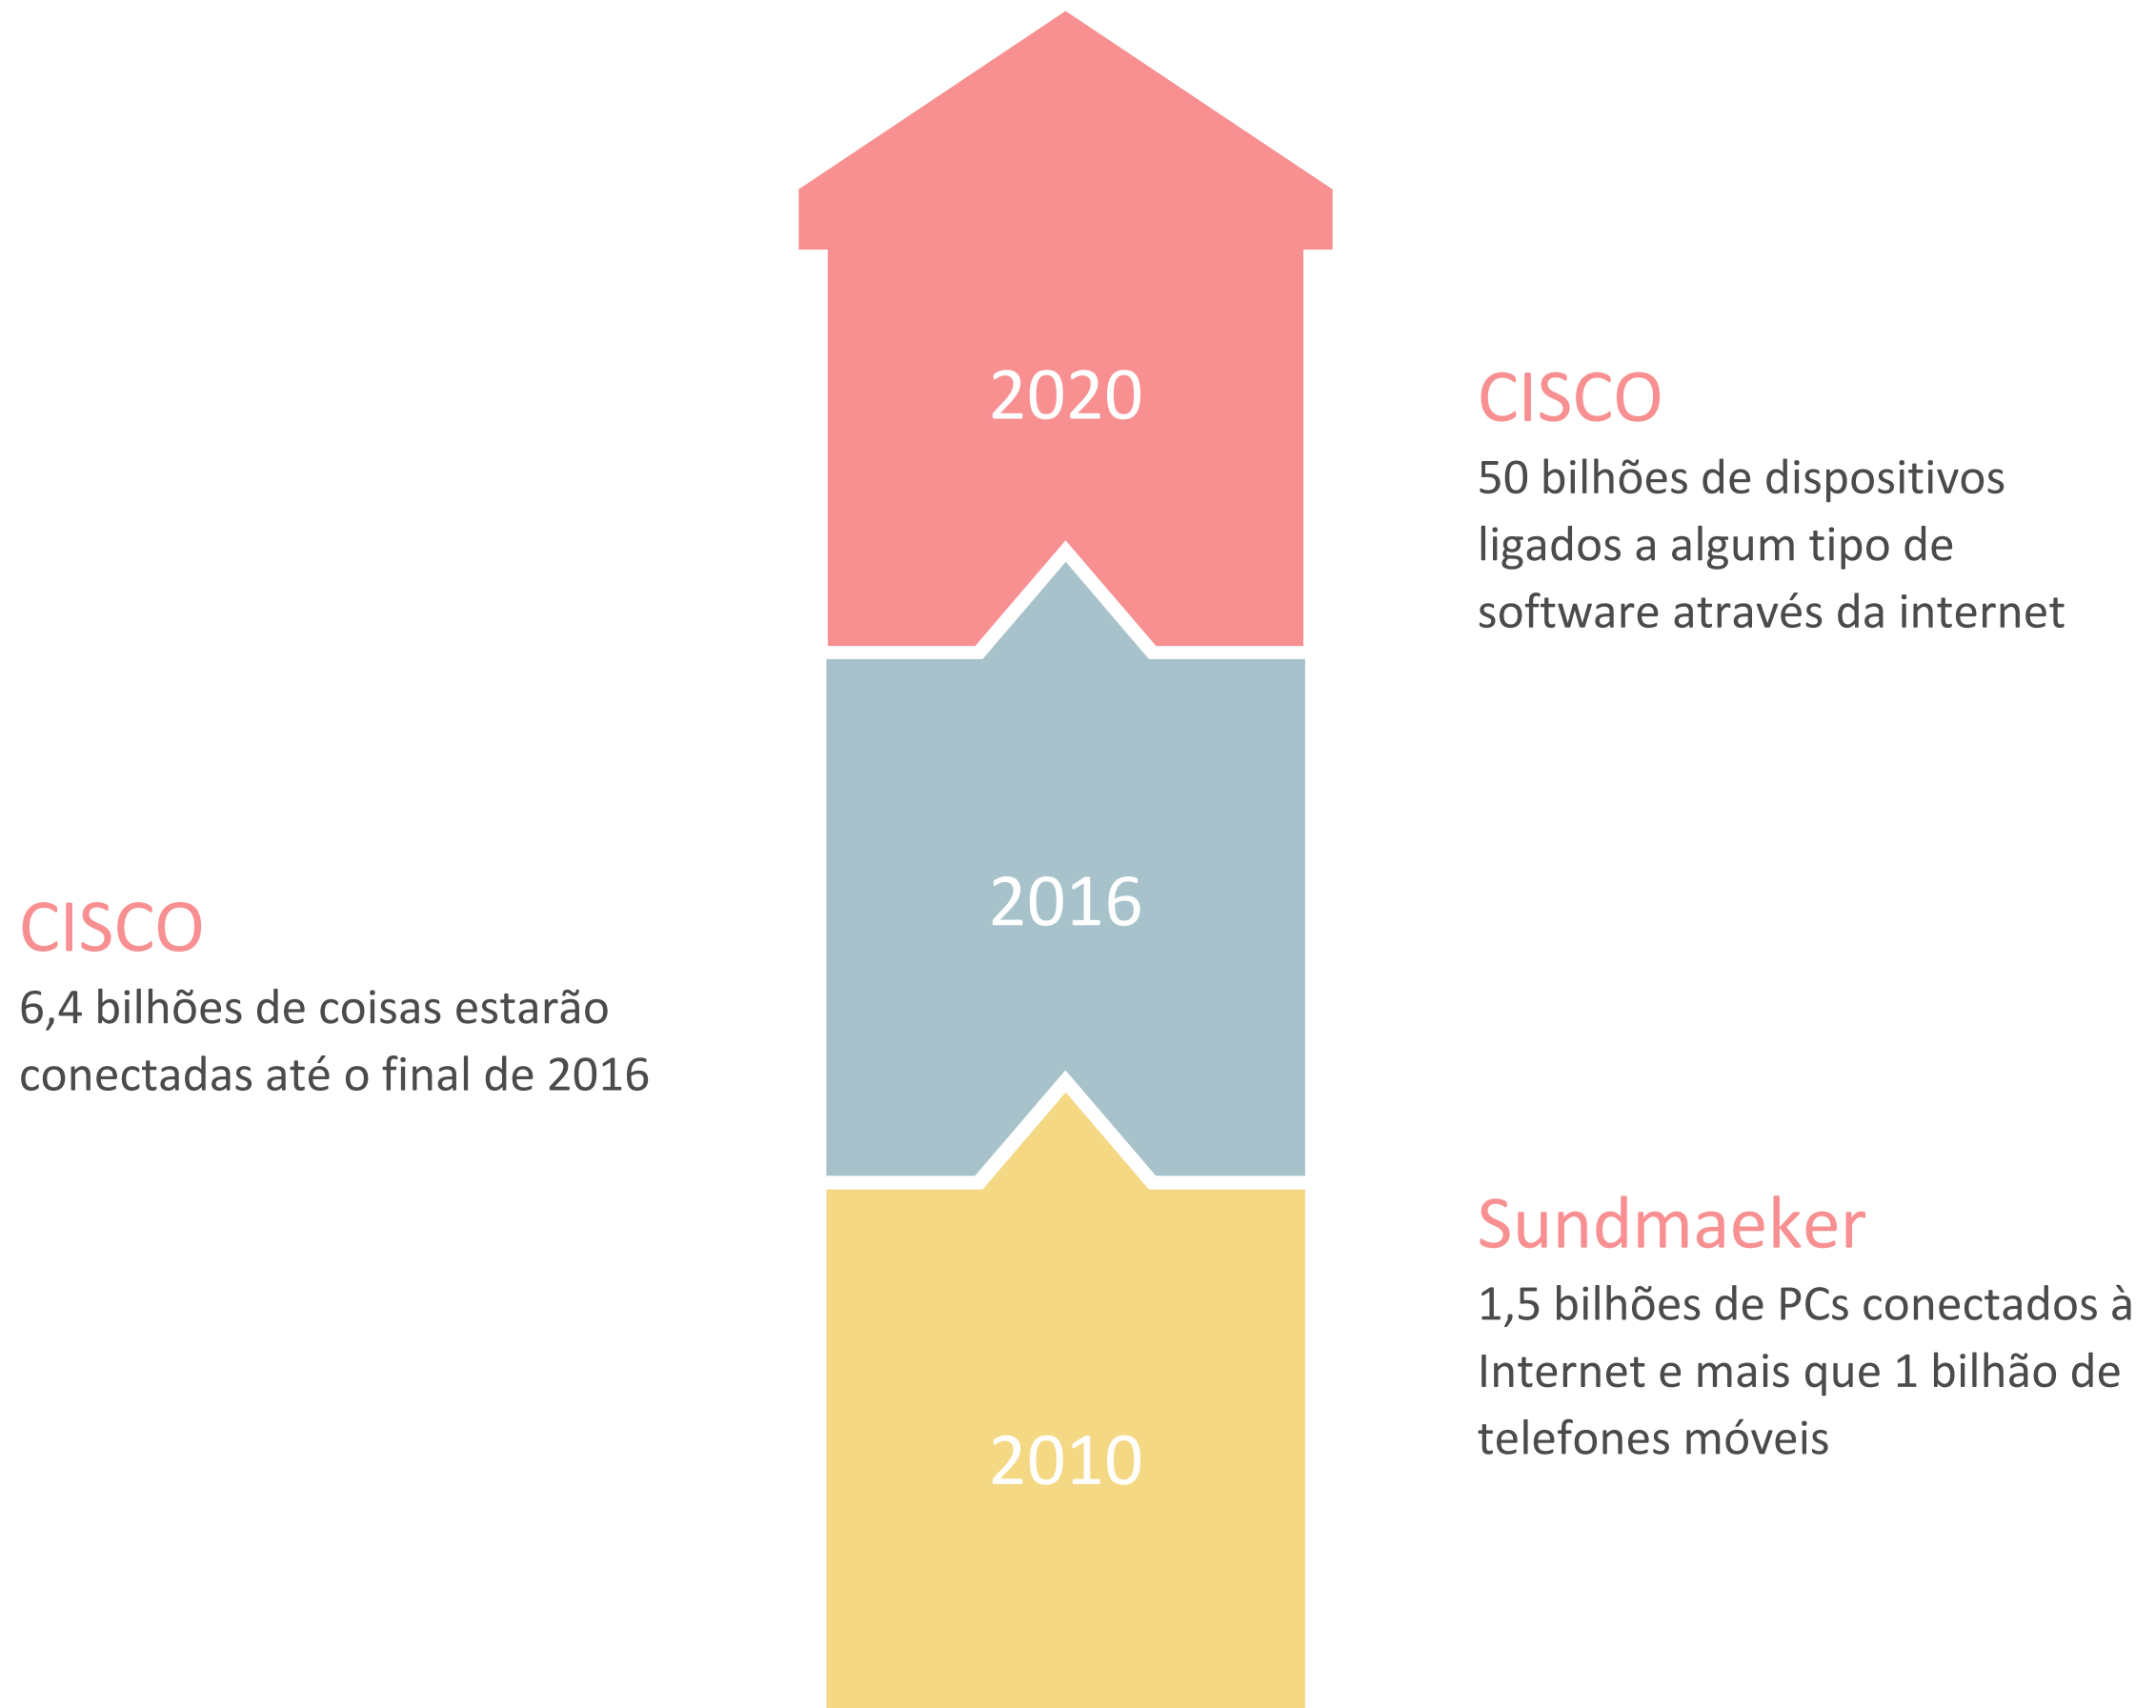 2020
CISCO
50 bilhões de dispositivos
ligados a algum tipo de
software através da internet
2016
CISCO
6,4 bilhões de coisas estarão
conectadas até o final de 2016
Sundmaeker
1,5 bilhões de PCs conectados à
Internet e mais que 1 bilhão de
telefones móveis
2010